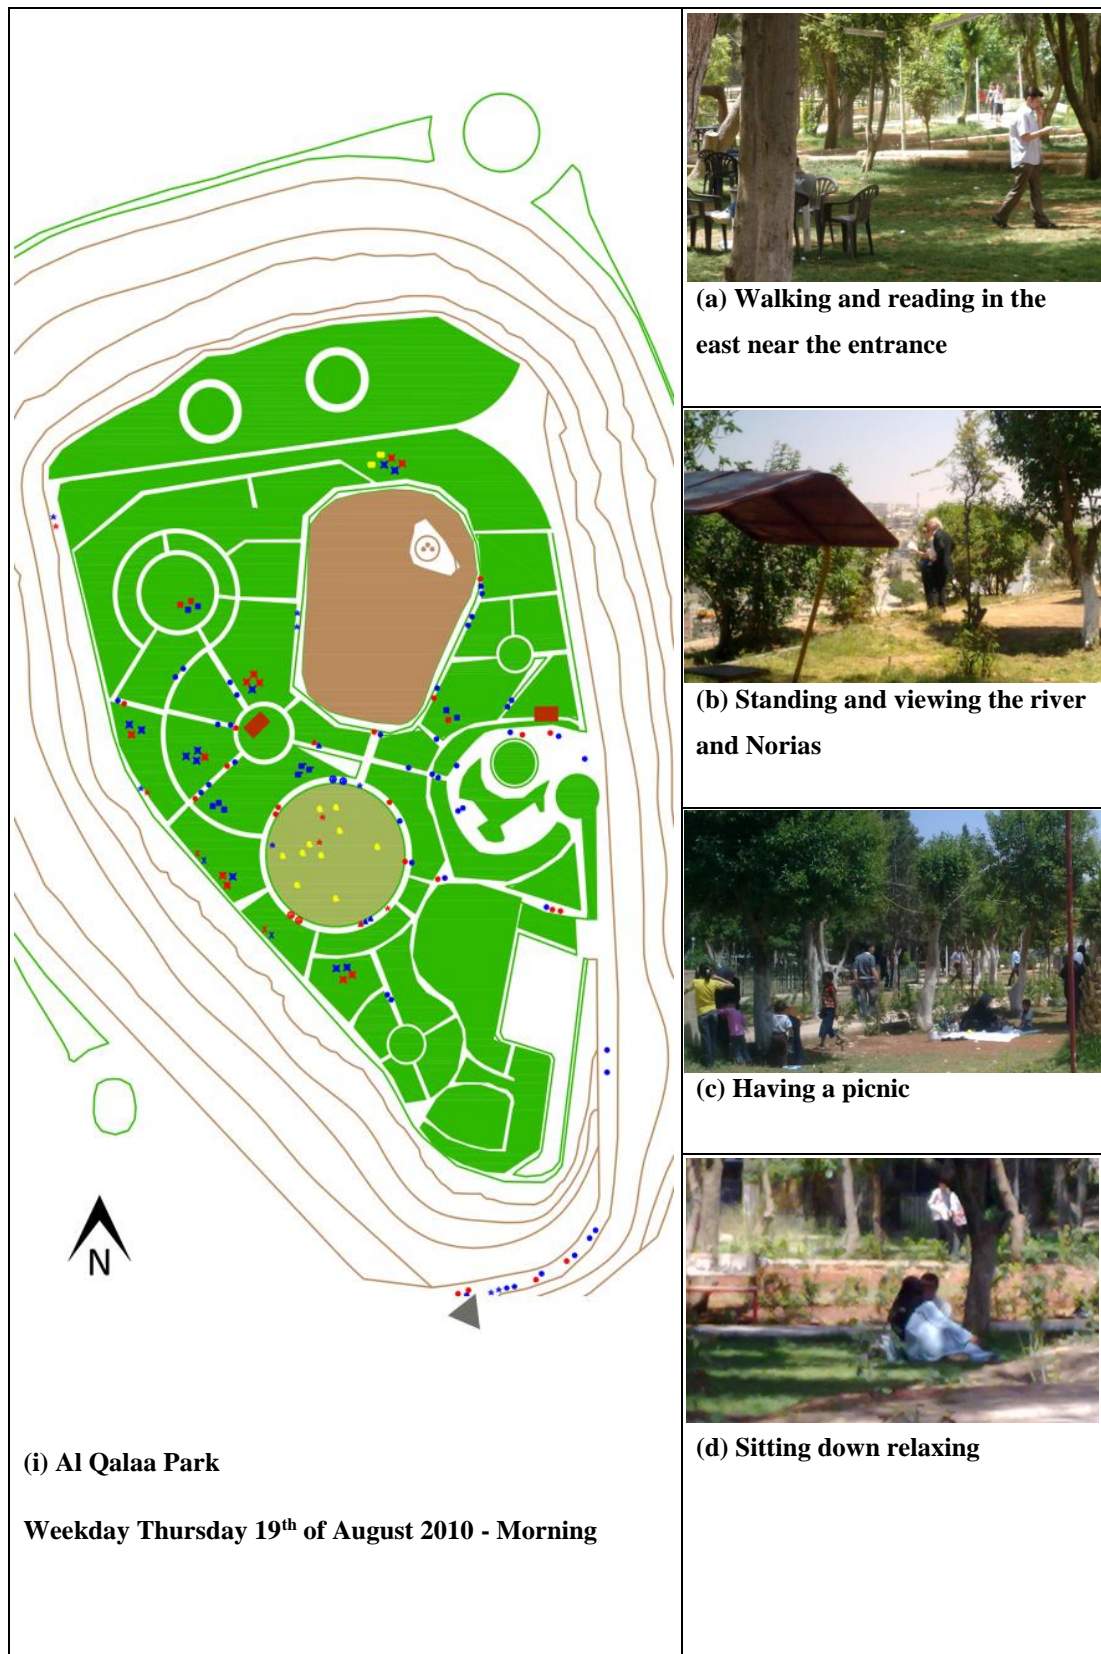 N
(i) Al Qalaa Park
Weekday Thursday 19th of August 2010 - Morning
(a) Walking and reading in the
east near the entrance
(b) Standing and viewing the river
and Norias
(c) Having a picnic
(d) Sitting down relaxing